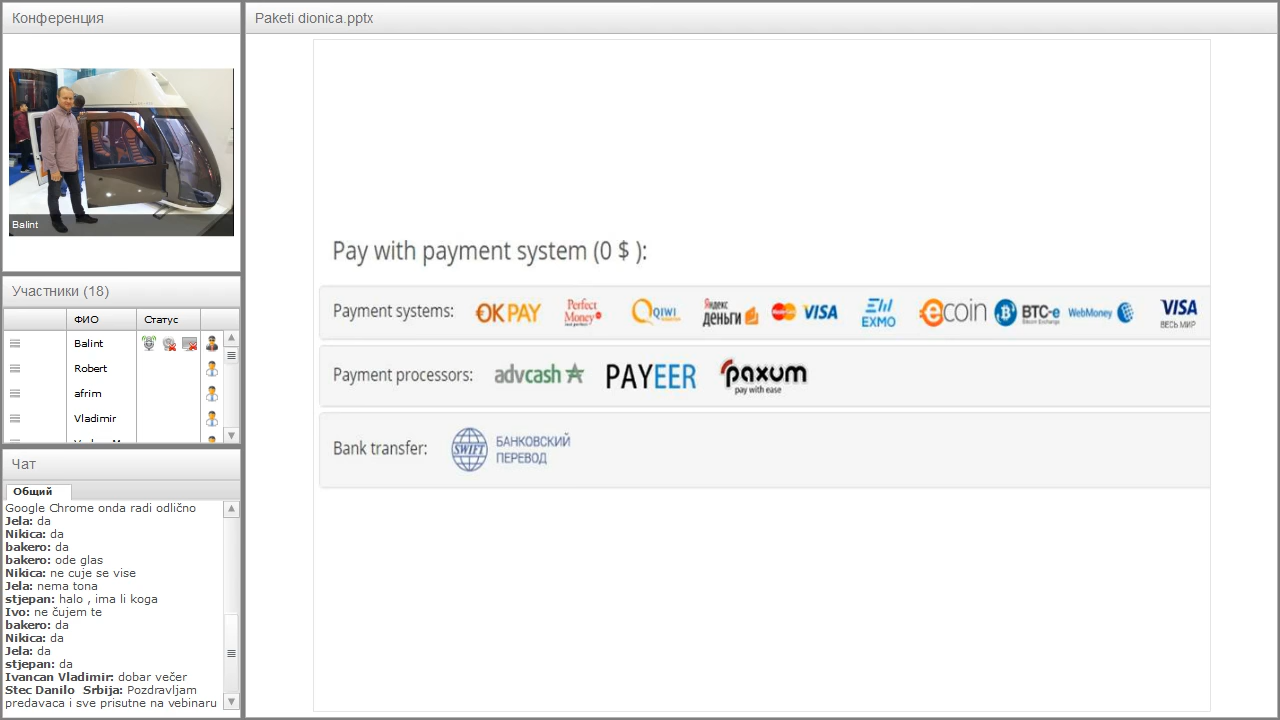 Конференция
Balint
Участники (18)
ФИО Статус
Balint
Robert
afrim
Vladimir
Чат
Общий
Google Chrome onda radi odlično
Jela: da
Nikica: da
bakero: da
bakero: ode glas
Nikica: ne cuje se vise
Jela: nema tona
stjepan: halo , ima li koga
Ivo: ne čujem te
bakero: da
Nikica: da
Jela: da
stjepan: da
Ivancan Vladimir: dobar večer
Stec Danilo Srbija: Pozdravljam
predavaca i sve prisutne na vebinaru
Paketi dionica.pptx
Pay with payment system (0 $ ):
Payment systems: OKPAY Perfect Money QIWI Яндекс деньги MasterCard VISA EXMO ecoin BTC-e Bitcoin Exchange WebMoney VISA ВЕСЬ МИР
Payment processors: advcash PAYEER paxum pay with ease
Bank transfer: SWIFT БАНКОВСКИЙ
ПЕРЕВОД